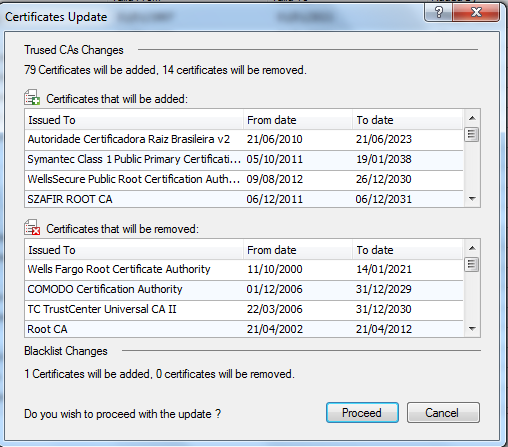 Certificates Update
Trused CAs Changes
79 Certificates will be added, 14 certificates will be removed.
Certificates that will be added:
Issued To From date To date
Autoridade Certificadora Raiz Brasileira v2 21/06/2010 21/06/2023
Symantec Class 1 Public Primary Certificati... 05/10/2011 19/01/2038
WellsSecure Public Root Certification Auth... 09/08/2012 26/12/2030
SZAFIR ROOT CA 06/12/2011 06/12/2031
Certificates that will be removed:
Issued To From date To date
Wells Fargo Root Certificate Authority 11/10/2000 14/01/2021
COMODO Certification Authority 01/12/2006 31/12/2029
TC TrustCenter Universal CA II 22/03/2006 31/12/2030
Root CA 21/04/2002 21/04/2012
Blacklist Changes
1 Certificates will be added, 0 certificates will be removed.
Do you wish to proceed with the update ? Proceed Cancel